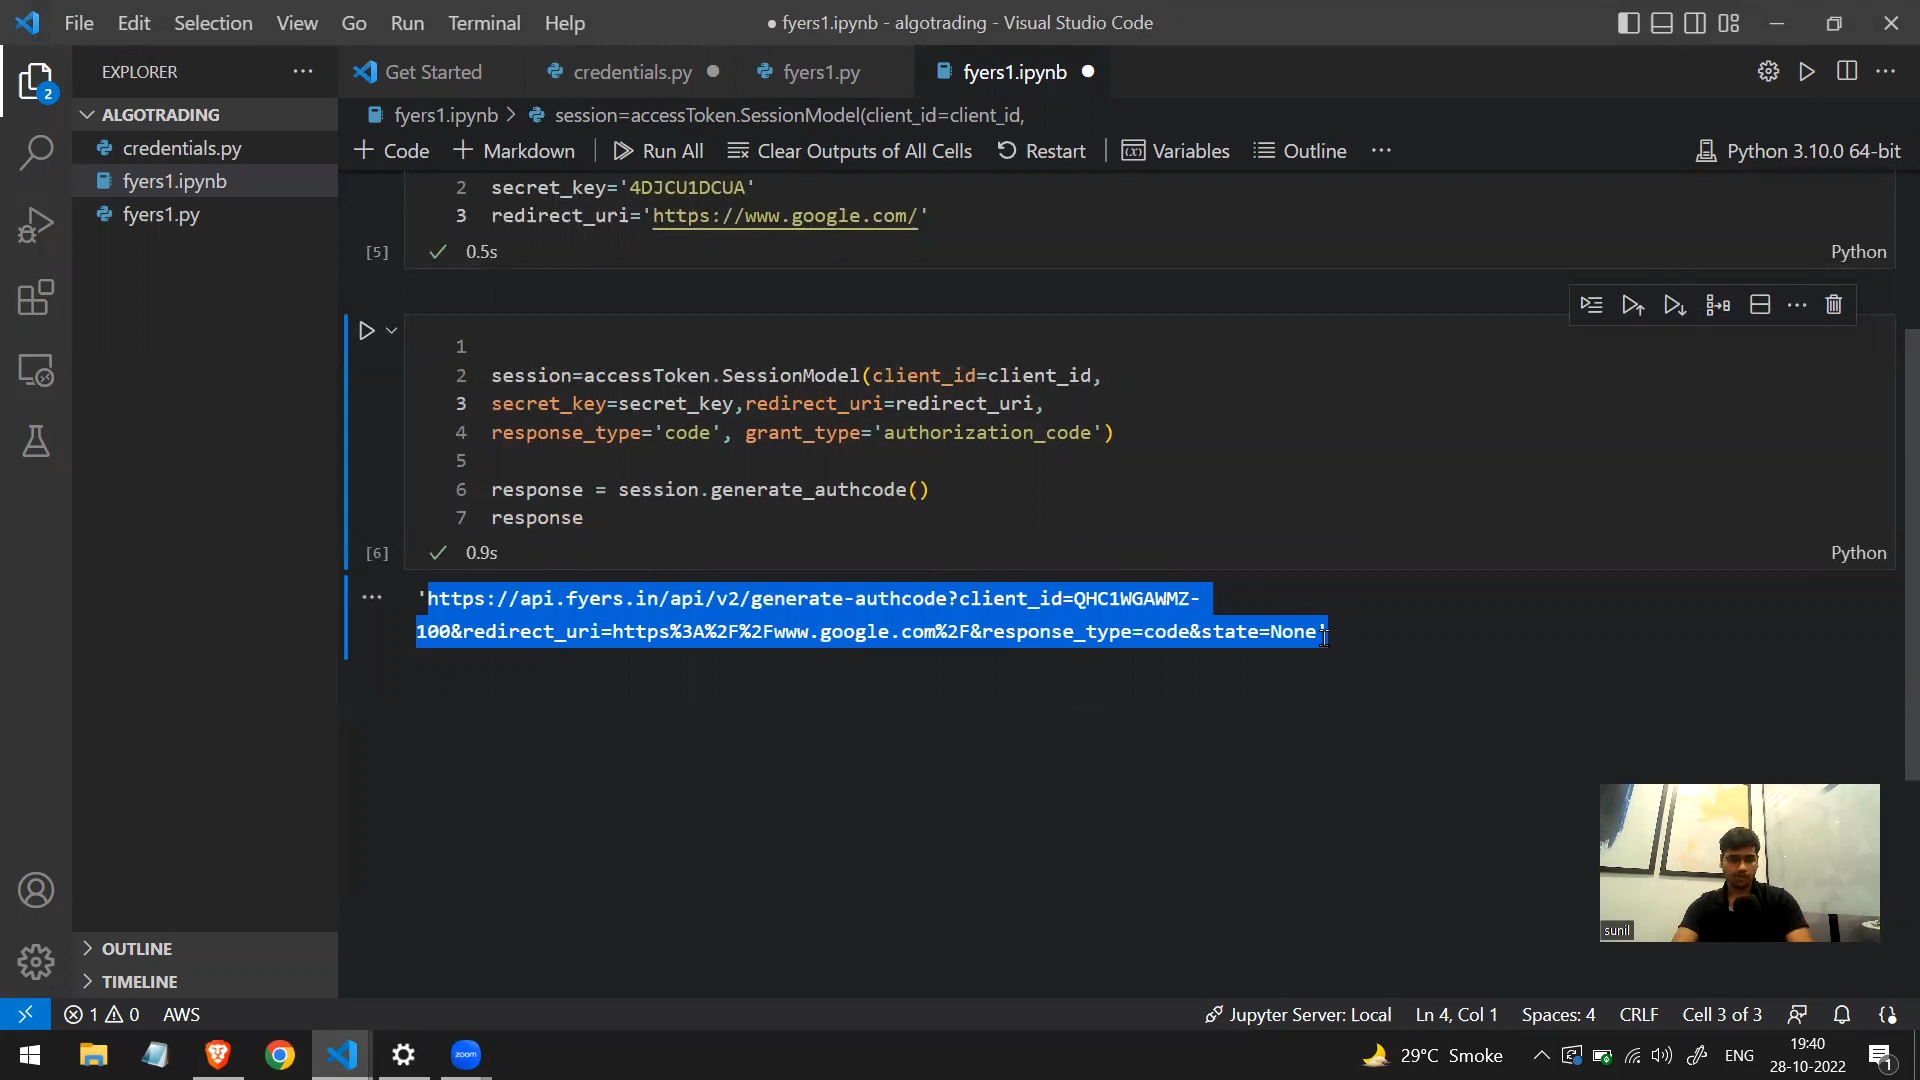 File Edit Selection View Go Run Terminal Help
● fyers1.ipynb - algotrading - Visual Studio Code
EXPLORER
Get Started
credentials.py
fyers1.py
fyers1.ipynb
ALGOTRADING
fyers1.ipynb > session=accessToken.SessionModel(client_id=client_id,
credentials.py
fyers1.ipynb
fyers1.py
2
+ Code + Markdown Run All Clear Outputs of All Cells Restart Variables Outline ... Python 3.10.0 64-bit
2 secret_key='4DJCU1DCUA'
3 redirect_uri='https://www.google.com/'
[5] ✓ 0.5s Python
1
2 session=accessToken.SessionModel(client_id=client_id,
3 secret_key=secret_key,redirect_uri=redirect_uri,
4 response_type='code', grant_type='authorization_code')
5
6 response = session.generate_authcode()
7 response
[6] ✓ 0.9s Python
'https://api.fyers.in/api/v2/generate-authcode?client_id=QHC1WGAWMZ-
100&redirect_uri=https%3A%2F%2Fwww.google.com%2F&response_type=code&state=None'
sunil
OUTLINE
TIMELINE
1 0 AWS
Jupyter Server: Local Ln 4, Col 1 Spaces: 4 CRLF Cell 3 of 3
zoom
29°C Smoke
ENG
19:40
28-10-2022
1